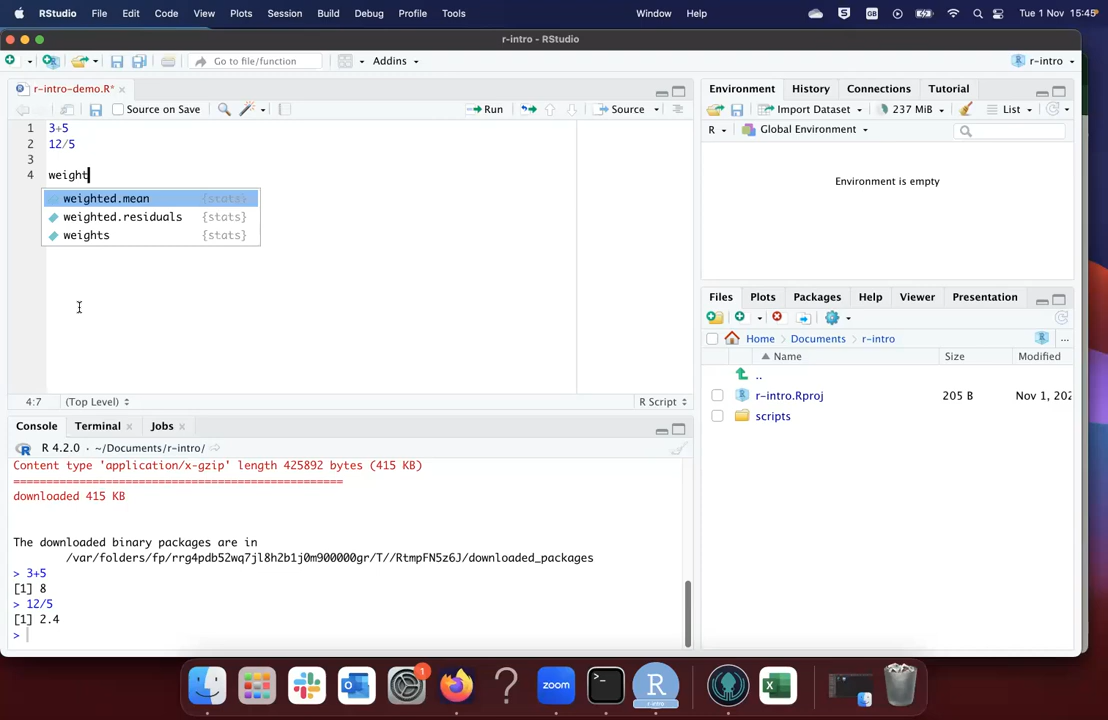 RStudio File Edit Code View Plots Session Build Debug Profile Tools Window Help Tue 1 Nov 15:45
r-intro - RStudio
Go to file/function Addins r-intro
r-intro-demo.R*
Source on Save Run Source
1 3+5
2 12/5
3
4 weight
weighted.mean {stats}
weighted.residuals {stats}
weights {stats}
4:7 (Top Level) R Script
Console Terminal Jobs
R 4.2.0 · ~/Documents/r-intro/
Content type 'application/x-gzip' length 425892 bytes (415 KB)
==================================================
downloaded 415 KB
The downloaded binary packages are in
/var/folders/fp/rrg4pdb52wq7jl8h2b1j0m900000gr/T//RtmpFN5z6J/downloaded_packages
> 3+5
[1] 8
> 12/5
[1] 2.4
>
Environment History Connections Tutorial
Import Dataset 237 MiB List
R Global Environment
Environment is empty
Files Plots Packages Help Viewer Presentation
Home Documents r-intro ...
Name Size Modified
..
r-intro.Rproj 205 B Nov 1, 202
scripts
1
zoom
>_
R
r-intro
X